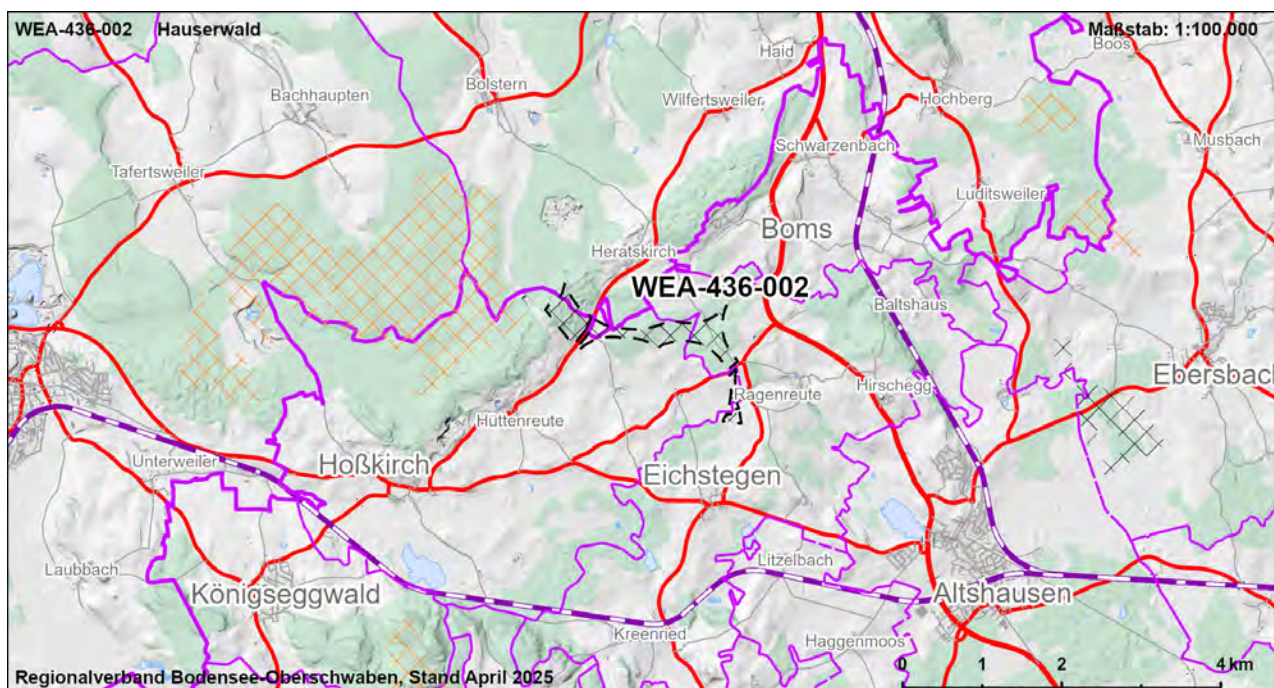 WEA-436-002 Hauserwald
Maßstab: 1:100.000
Haid
Boos
Bolstern
Bachhaupten
Wilfertsweiler
Hochberg
Musbach
Schwarzenbach
Tafertsweiler
Luditsweiler
Boms
Heratskirch
WEA-436-002
Baltshaus
Ebersbach
Hirschegg
Ragenreute
Hüttenreute
Unterweiler
Hoßkirch
Eichstegen
Litzelbach
Laubbach
Königseggwald
Altshausen
Kreenried
Haggenmoos
Regionalverband Bodensee-Oberschwaben, Stand April 2025
0 1 2 4 km